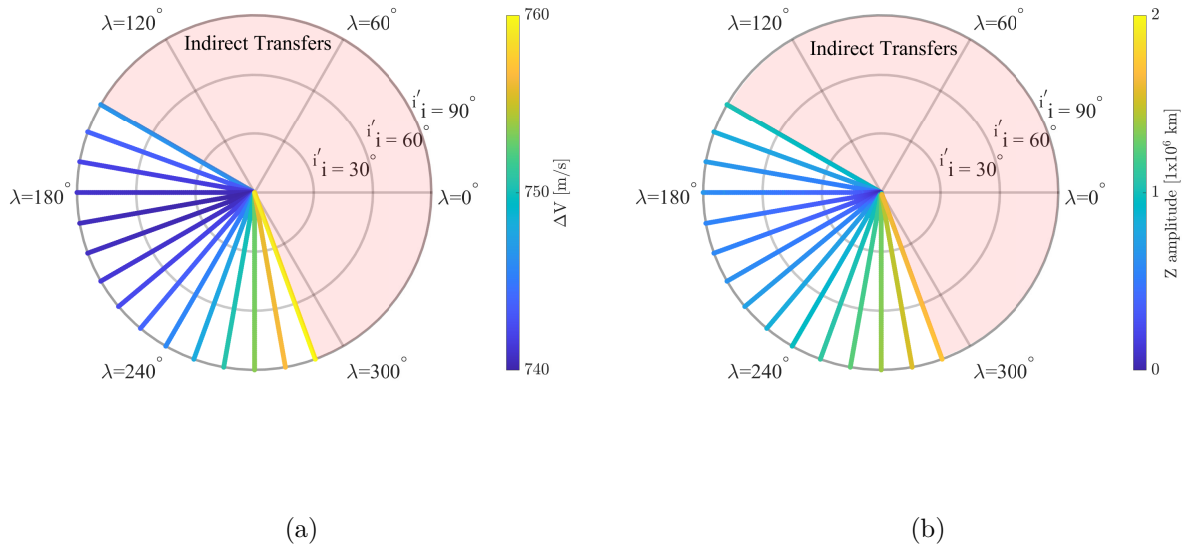 λ=120°
λ=60°
Indirect Transfers
i′i = 90°
i′i = 60°
i′i = 30°
λ=180°
λ=0°
λ=240°
λ=300°
760
750
740
ΔV [m/s]
(a)
λ=120°
λ=60°
Indirect Transfers
i′i = 90°
i′i = 60°
i′i = 30°
λ=180°
λ=0°
λ=240°
λ=300°
2
1
0
Z amplitude [1x10⁶ km]
(b)